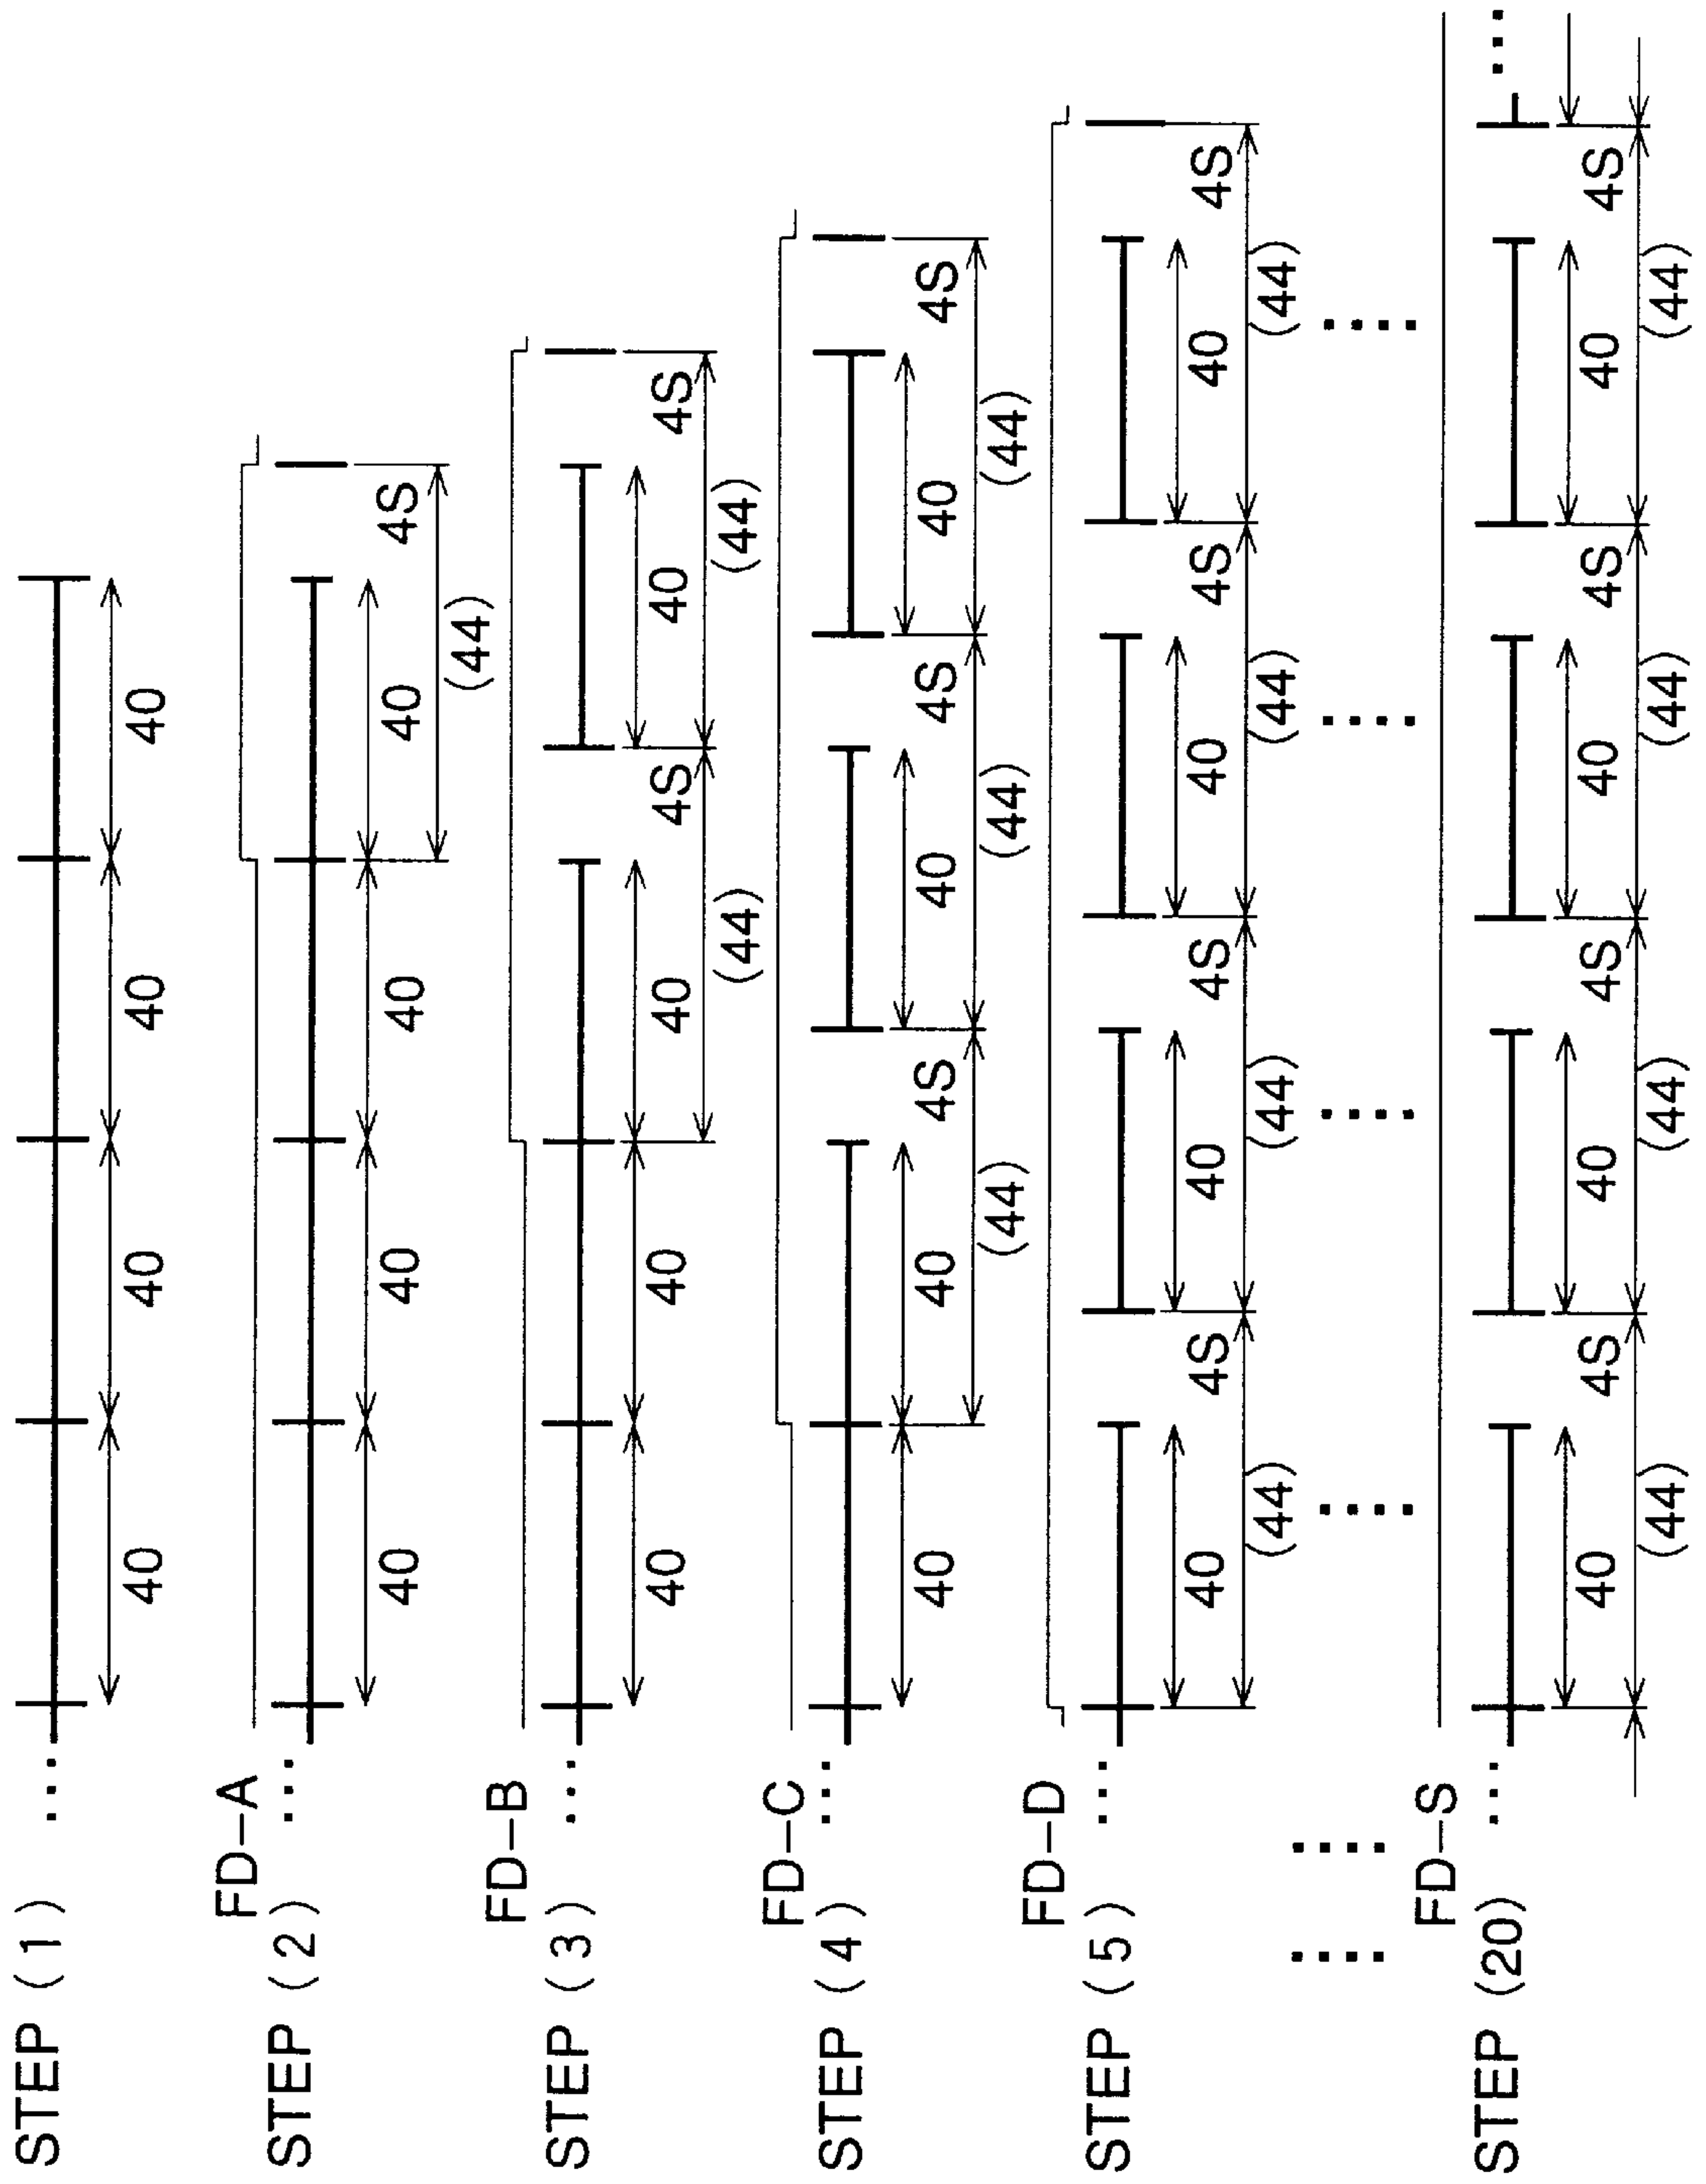 STEP (1) ... 40 40 40 40
FD-A
STEP (2) ... 40 40 40 40 4S
(44)
FD-B
STEP (3) ... 40 40 40 4S 40 4S
(44) (44)
FD-C
STEP (4) ... 40 40 4S 40 4S 40 4S
(44) (44) (44)
FD-D
STEP (5) ... 40 4S 40 4S 40 4S 40 4S
(44) (44) (44) (44)
.... .... .... .... .... ....
FD-S
STEP (20) ... 40 4S 40 4S 40 4S 40 4S ...
(44) (44) (44) (44)